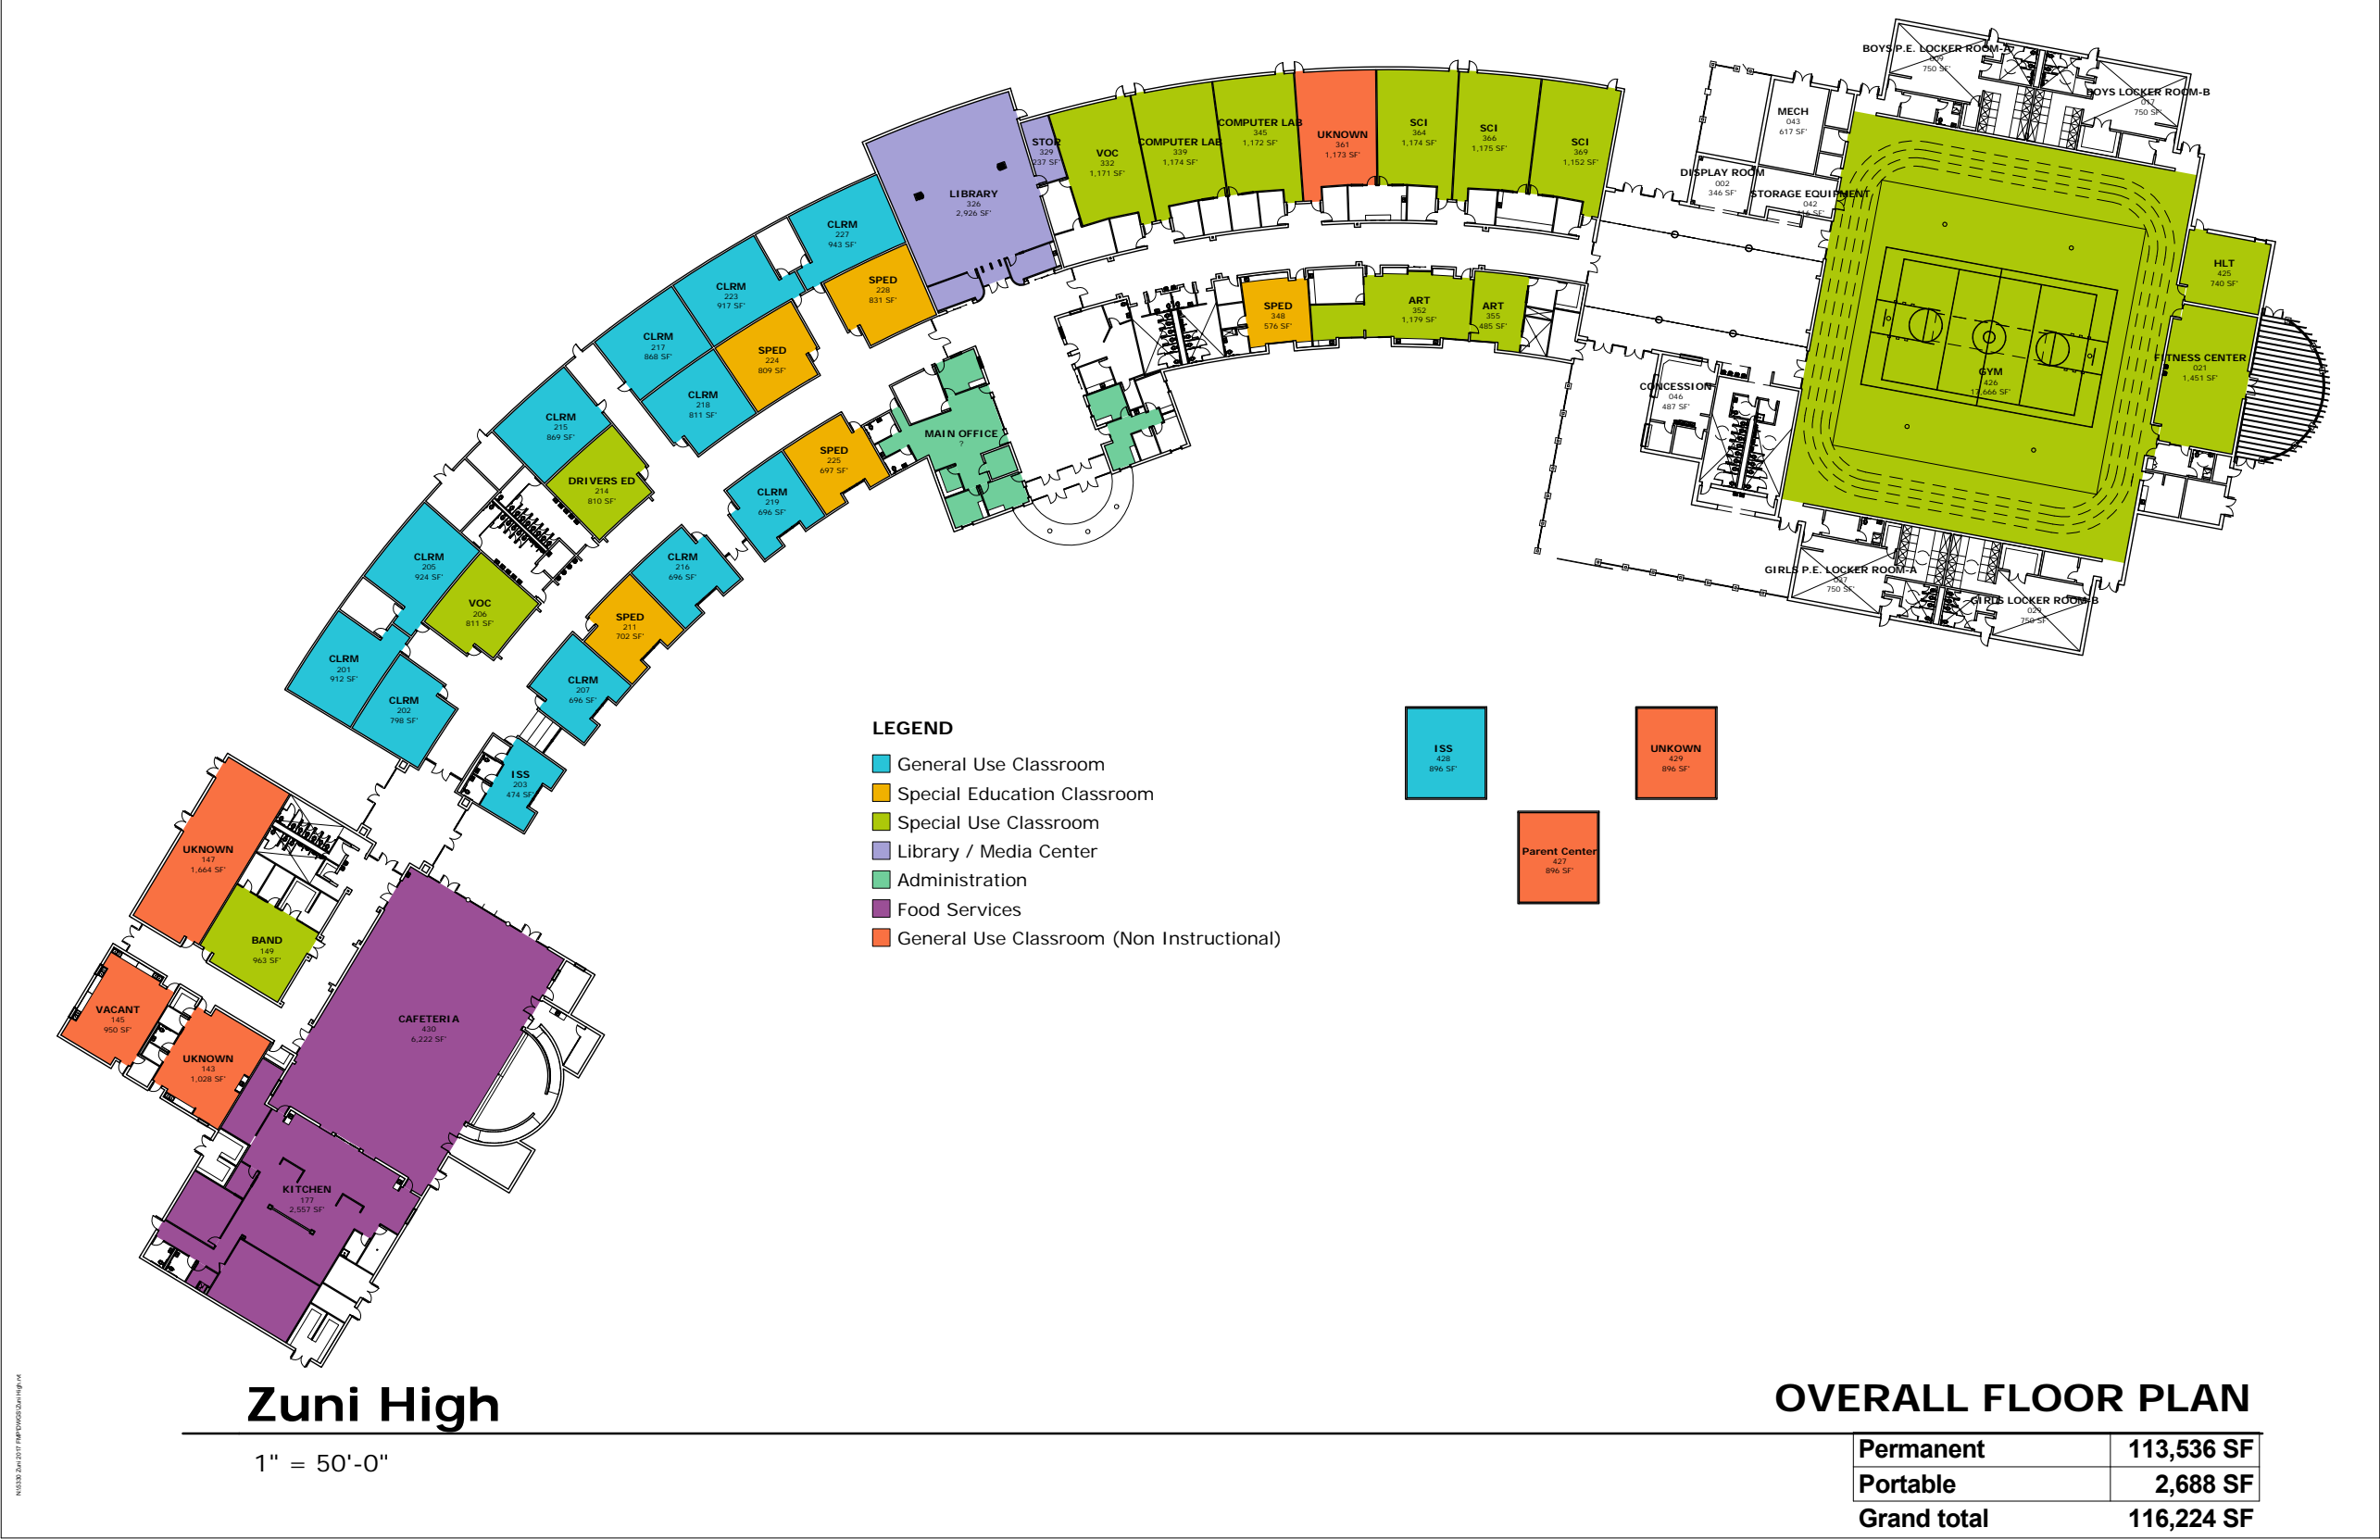 BOYS P.E. LOCKER ROOM-A
009
750 SF'
BOYS LOCKER ROOM-B
017
750 SF'
MECH
043
617 SF'
DISPLAY ROOM
002
346 SF'
STORAGE EQUIPMENT
042
STOR
329
237 SF'
VOC
332
1,171 SF'
COMPUTER LAB
339
1,174 SF'
COMPUTER LAB
345
1,172 SF'
UKNOWN
361
1,173 SF'
SCI
364
1,174 SF'
SCI
366
1,175 SF'
SCI
369
1,152 SF'
LIBRARY
326
2,926 SF'
CLRM
227
943 SF'
SPED
228
831 SF'
CLRM
223
917 SF'
SPED
224
809 SF'
CLRM
217
868 SF'
CLRM
218
811 SF'
CLRM
215
869 SF'
DRIVERS ED
214
810 SF'
SPED
348
576 SF'
ART
352
1,179 SF'
ART
355
485 SF'
HLT
425
740 SF'
FITNESS CENTER
021
1,451 SF'
GYM
426
17,666 SF'
CONCESSION
046
487 SF'
MAIN OFFICE
?
SPED
225
697 SF'
CLRM
219
696 SF'
CLRM
216
696 SF'
SPED
211
702 SF'
CLRM
207
696 SF'
CLRM
205
924 SF'
VOC
206
811 SF'
CLRM
201
912 SF'
CLRM
202
798 SF'
ISS
203
474 SF'
GIRLS P.E. LOCKER ROOM-A
027
750 SF'
GIRLS LOCKER ROOM-B
029
750 SF'
LEGEND
General Use Classroom
Special Education Classroom
Special Use Classroom
Library / Media Center
Administration
Food Services
General Use Classroom (Non Instructional)
ISS
428
896 SF'
UNKOWN
429
896 SF'
Parent Center
427
896 SF'
UKNOWN
147
1,664 SF'
BAND
149
963 SF'
VACANT
145
950 SF'
UKNOWN
143
1,028 SF'
CAFETERIA
430
6,222 SF'
KITCHEN
177
2,557 SF'
Zuni High
1" = 50'-0"
OVERALL FLOOR PLAN
Permanent 113,536 SF
Portable 2,688 SF
Grand total 116,224 SF